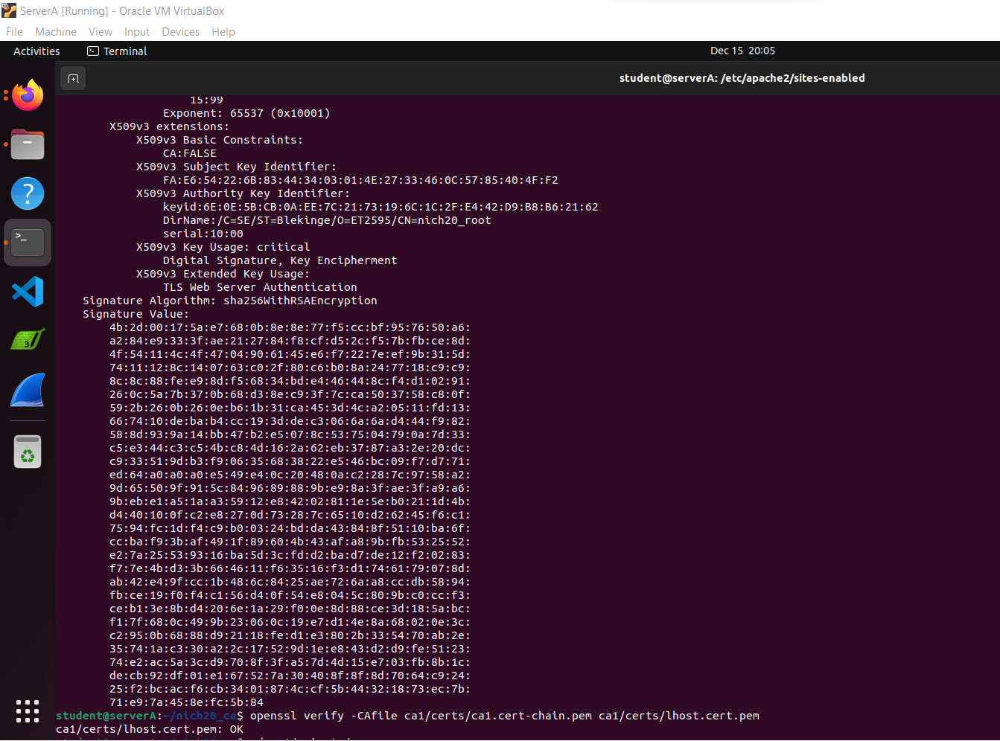 ServerA [Running] - Oracle VM VirtualBox
File Machine View Input Devices Help
Activities Terminal Dec 15 20:05
student@serverA: /etc/apache2/sites-enabled
15:99
Exponent: 65537 (0x10001)
X509v3 extensions:
X509v3 Basic Constraints:
CA:FALSE
X509v3 Subject Key Identifier:
FA:E6:54:22:6B:83:44:34:03:01:4E:27:33:46:0C:57:85:40:4F:F2
X509v3 Authority Key Identifier:
keyid:6E:0E:5B:CB:0A:EE:7C:21:73:19:6C:1C:2F:E4:42:D9:B8:B6:21:62
DirName:/C=SE/ST=Blekinge/O=ET2595/CN=nich20_root
serial:10:00
X509v3 Key Usage: critical
Digital Signature, Key Encipherment
X509v3 Extended Key Usage:
TLS Web Server Authentication
Signature Algorithm: sha256WithRSAEncryption
Signature Value:
4b:2d:00:17:5a:e7:68:0b:8e:8e:77:f5:cc:bf:95:76:50:a6:
a2:84:e9:33:3f:ae:21:27:84:f8:cf:d5:2c:f5:7b:fb:ce:8d:
4f:54:11:4c:4f:47:04:90:61:45:e6:f7:22:7e:ef:9b:31:5d:
74:11:12:8c:14:07:63:c0:2f:80:c6:b0:8a:24:77:18:c9:c9:
8c:8c:88:fe:e9:8d:f5:68:34:bd:e4:46:44:8c:f4:d1:02:91:
26:0c:5a:7b:37:0b:68:d3:8e:c9:3f:7c:ca:50:37:58:c8:0f:
59:2b:26:0b:26:0e:b6:1b:31:ca:45:3d:4c:a2:05:11:fd:13:
66:74:10:de:ba:b4:cc:19:3d:de:c3:06:6a:6a:d4:44:f9:82:
58:8d:93:9a:14:bb:47:b2:e5:07:8c:53:75:04:79:0a:7d:33:
c5:e3:44:c3:c5:4b:c8:4d:16:2a:62:eb:37:87:a3:2e:20:dc:
c9:33:51:9d:b3:f9:06:35:68:38:22:e5:46:bc:09:f7:d7:71:
ed:64:a0:a0:a0:e5:49:e4:0c:20:48:0a:c2:28:7c:97:58:a2:
9d:65:50:9f:91:5c:84:96:89:88:9b:e9:8a:3f:ae:3f:a9:a6:
9b:eb:e1:a5:1a:a3:59:12:e8:42:02:81:1e:5e:b0:21:1d:4b:
d4:40:10:0f:c2:e8:27:0d:73:28:7c:65:10:d2:62:45:f6:c1:
75:94:fc:1d:f4:c9:b0:03:24:bd:da:43:84:8f:51:10:ba:6f:
cc:ba:f9:3b:af:49:1f:89:60:4b:43:af:a8:9b:fb:53:25:52:
e2:7a:25:53:93:16:ba:5d:3c:fd:d2:ba:d7:de:12:f2:02:83:
f7:7e:4b:d3:3b:66:46:11:f6:35:16:f3:d1:74:61:79:07:8d:
ab:42:e4:9f:cc:1b:48:6c:84:25:ae:72:6a:a8:cc:db:58:94:
fb:ce:19:f0:f4:c1:56:d4:0f:54:e8:04:5c:80:9b:c0:cc:f3:
ce:b1:3e:8b:d4:20:6e:1a:29:f0:0e:8d:88:ce:3d:18:5a:bc:
f1:7f:68:0c:49:9b:23:06:0c:19:e7:d1:4e:8a:68:02:0e:3c:
c2:95:0b:68:88:d9:21:18:fe:d1:e3:80:2b:33:54:70:ab:2e:
35:74:1a:c3:30:a2:2c:17:52:9d:1e:e8:43:d2:d9:fe:51:23:
74:e2:ac:5a:3c:d9:70:8f:3f:a5:7d:4d:15:e7:03:fb:8b:1c:
de:cb:92:df:01:e1:67:52:7a:30:40:8f:8f:8d:70:64:c9:24:
25:f2:bc:ac:f6:cb:34:01:87:4c:cf:5b:44:32:18:73:ec:7b:
71:e9:7a:45:8e:fc:5b:84
student@serverA:~/nich20_ca$ openssl verify -CAfile ca1/certs/ca1.cert-chain.pem ca1/certs/lhost.cert.pem
ca1/certs/lhost.cert.pem: OK